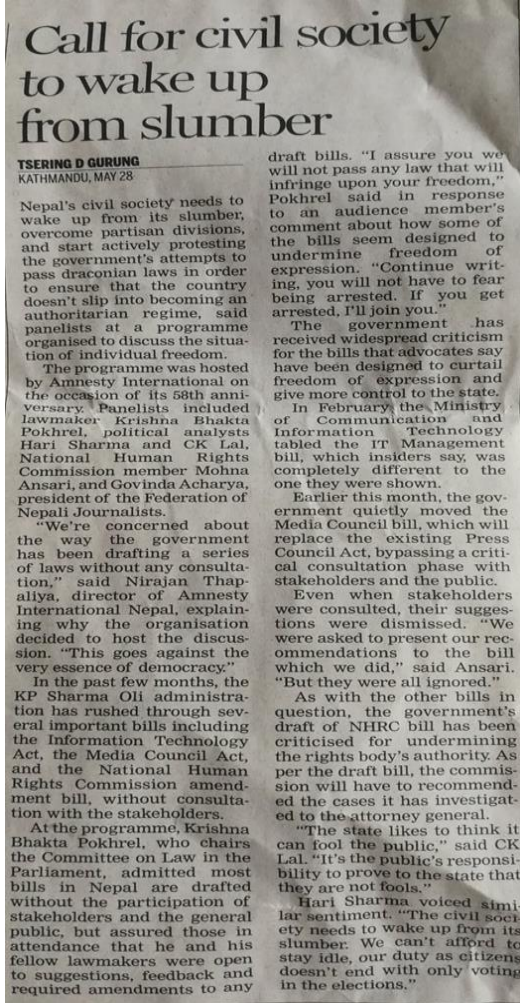 Call for civil society
to wake up
from slumber
TSERING D GURUNG
KATHMANDU, MAY 28
Nepal's civil society needs to
wake up from its slumber,
overcome partisan divisions,
and start actively protesting
the government's attempts to
pass draconian laws in order
to ensure that the country
doesn't slip into becoming an
authoritarian regime, said
panelists at a programme
organised to discuss the situa-
tion of individual freedom.
The programme was hosted
by Amnesty International on
the occasion of its 58th anni-
versary. Panelists included
lawmaker Krishna Bhakta
Pokhrel, political analysts
Hari Sharma and CK Lal,
National Human Rights
Commission member Mohna
Ansari, and Govinda Acharya,
president of the Federation of
Nepali Journalists.
"We're concerned about
the way the government
has been drafting a series
of laws without any consulta-
tion," said Nirajan Thap-
aliya, director of Amnesty
International Nepal, explain-
ing why the organisation
decided to host the discus-
sion. "This goes against the
very essence of democracy."
In the past few months, the
KP Sharma Oli administra-
tion has rushed through sev-
eral important bills including
the Information Technology
Act, the Media Council Act,
and the National Human
Rights Commission amend-
ment bill, without consulta-
tion with the stakeholders.
At the programme, Krishna
Bhakta Pokhrel, who chairs
the Committee on Law in the
Parliament, admitted most
bills in Nepal are drafted
without the participation of
stakeholders and the general
public, but assured those in
attendance that he and his
fellow lawmakers were open
to suggestions, feedback and
required amendments to any
draft bills. "I assure you we
will not pass any law that will
infringe upon your freedom,"
Pokhrel said in response
to an audience member's
comment about how some of
the bills seem designed to
undermine freedom of
expression. "Continue writ-
ing, you will not have to fear
being arrested. If you get
arrested, I'll join you."
The government has
received widespread criticism
for the bills that advocates say
have been designed to curtail
freedom of expression and
give more control to the state.
In February, the Ministry
of Communication and
Information Technology
tabled the IT Management
bill, which insiders say, was
completely different to the
one they were shown.
Earlier this month, the gov-
ernment quietly moved the
Media Council bill, which will
replace the existing Press
Council Act, bypassing a criti-
cal consultation phase with
stakeholders and the public.
Even when stakeholders
were consulted, their sugges-
tions were dismissed. "We
were asked to present our rec-
ommendations to the bill
which we did," said Ansari.
"But they were all ignored."
As with the other bills in
question, the government's
draft of NHRC bill has been
criticised for undermining
the rights body's authority. As
per the draft bill, the commis-
sion will have to recommend-
ed the cases it has investigat-
ed to the attorney general.
"The state likes to think it
can fool the public," said CK
Lal. "It's the public's responsi-
bility to prove to the state that
they are not fools."
Hari Sharma voiced simi-
lar sentiment. "The civil soci-
ety needs to wake up from its
slumber. We can't afford to
stay idle, our duty as citizens
doesn't end with only voting
in the elections."